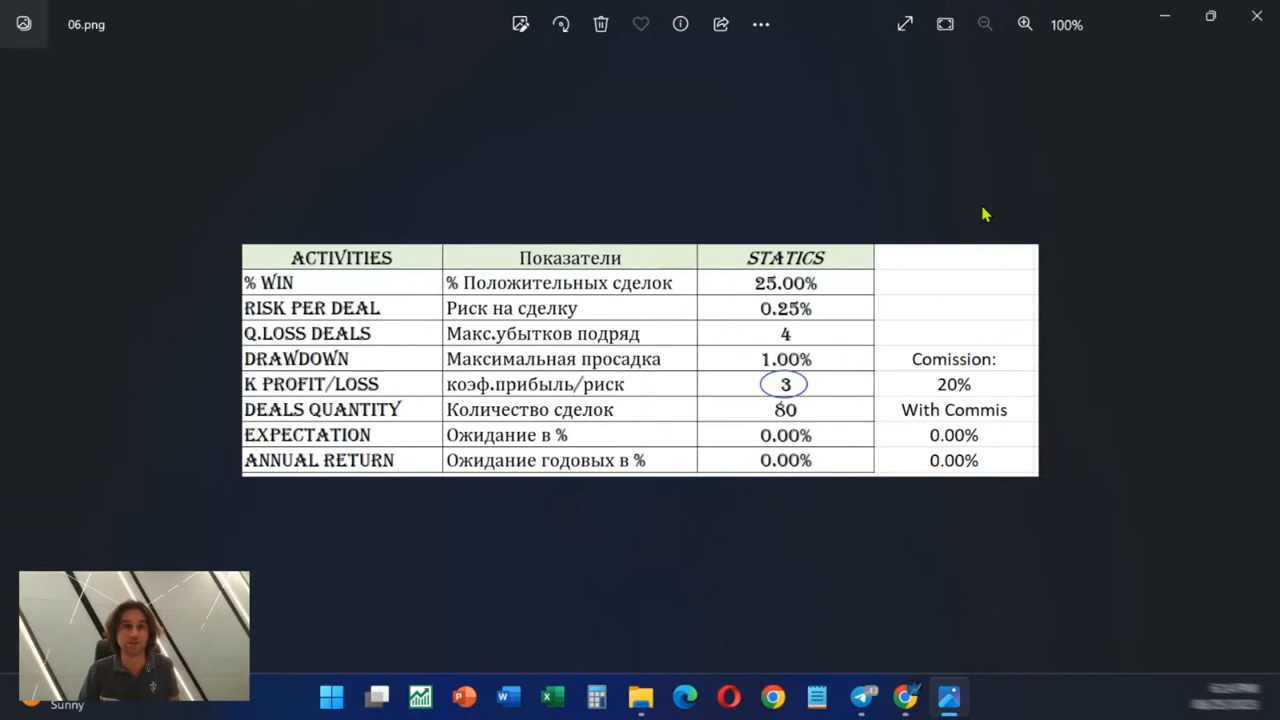 06.png
100%
ACTIVITIES Показатели STATICS
% WIN % Положительных сделок 25.00%
RISK PER DEAL Риск на сделку 0.25%
Q.LOSS DEALS Макс.убытков подряд 4
DRAWDOWN Максимальная просадка 1.00% Comission:
K PROFIT/LOSS коэф.прибыль/риск 3 20%
DEALS QUANTITY Количество сделок 80 With Commis
EXPECTATION Ожидание в % 0.00% 0.00%
ANNUAL RETURN Ожидание годовых в % 0.00% 0.00%
Sunny